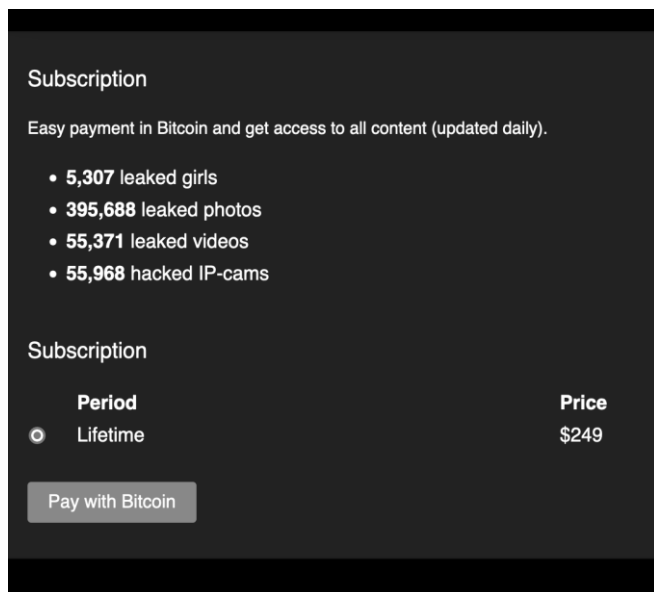 Subscription
Easy payment in Bitcoin and get access to all content (updated daily).
• 5,307 leaked girls
• 395,688 leaked photos
• 55,371 leaked videos
• 55,968 hacked IP-cams
Subscription
Period Price
Lifetime $249
Pay with Bitcoin